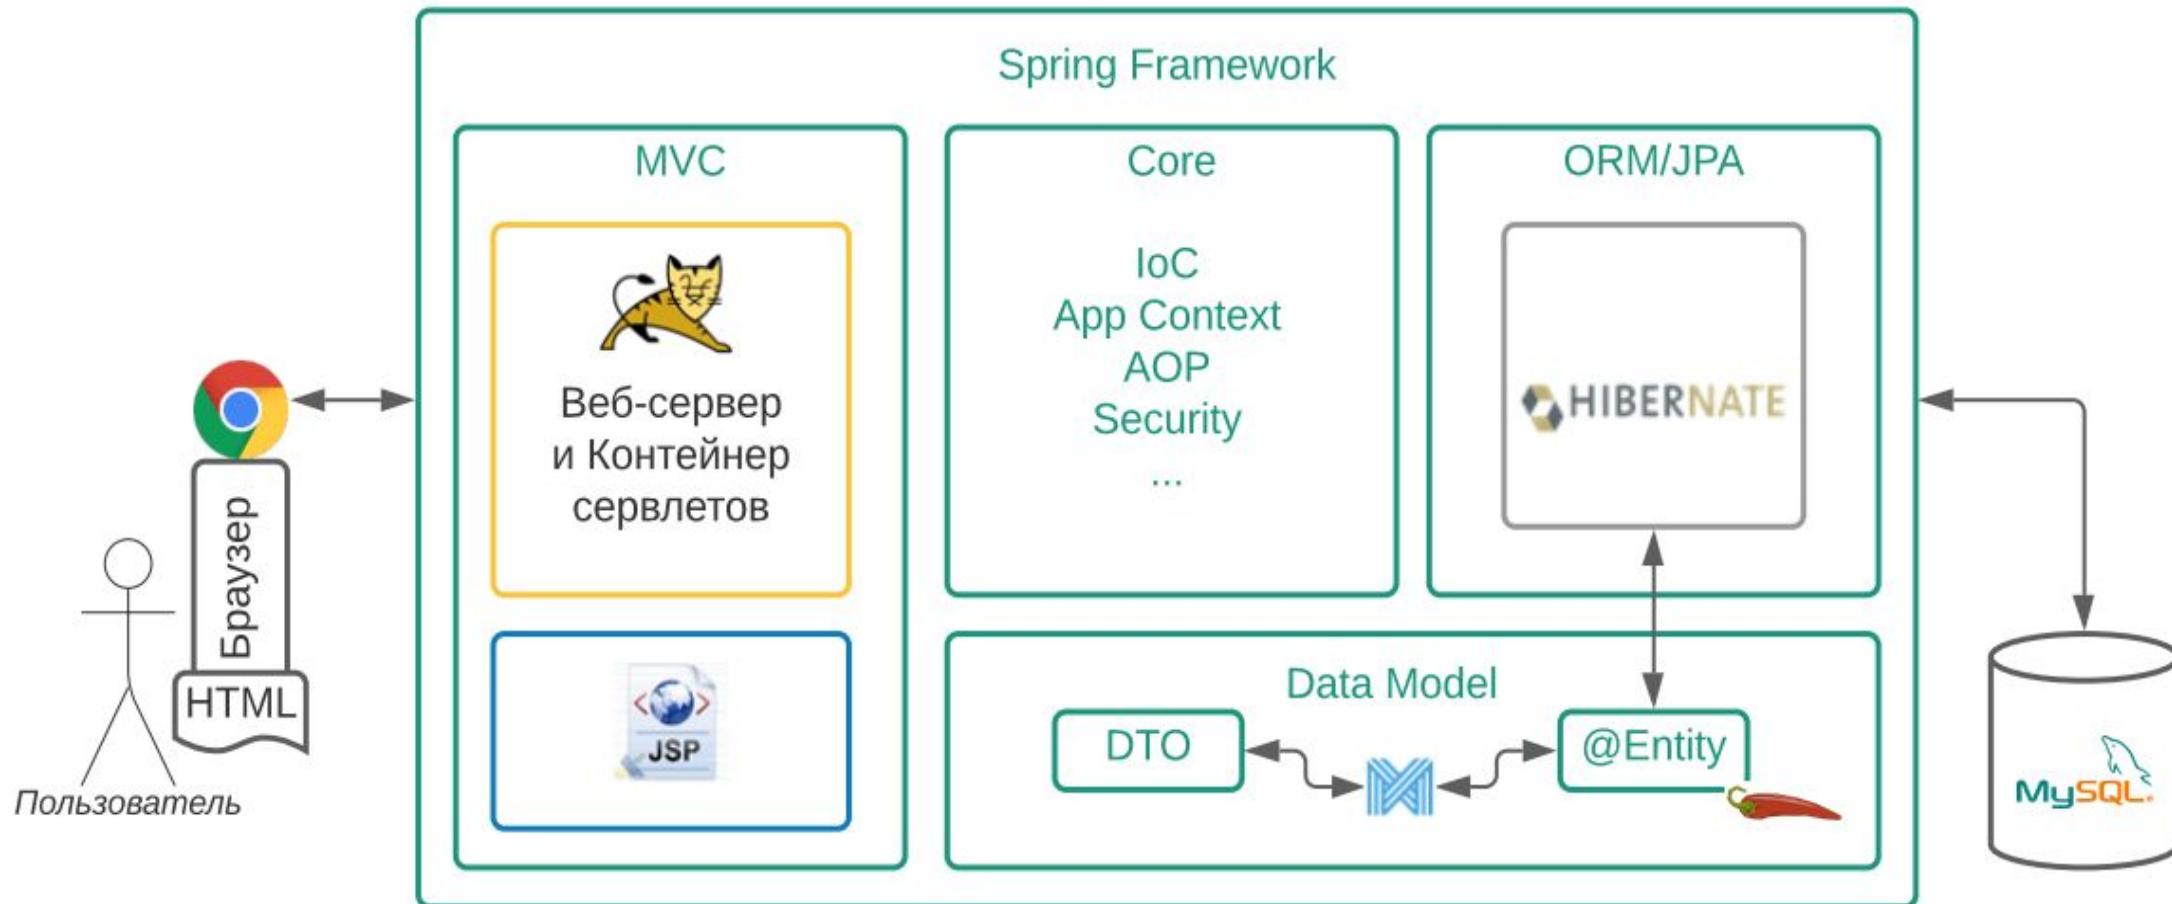 Spring Framework
MVC
Веб-сервер
и Контейнер
сервлетов
JSP
Core
IoC
App Context
AOP
Security
...
ORM/JPA
HIBERNATE
Data Model
DTO
@Entity
Браузер
HTML
Пользователь
MySQL